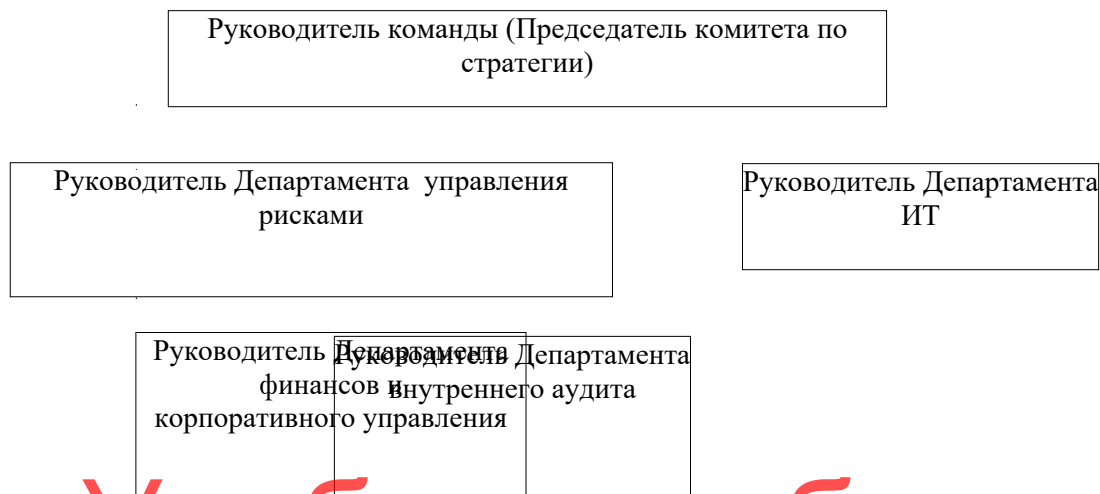 Руководитель команды (Председатель комитета по
стратегии)
Руководитель Департамента управления
рисками
Руководитель Департамента
ИТ
Руководитель Департамента
финансов и
корпоративного управления
Руководитель Департамента
внутреннего аудита